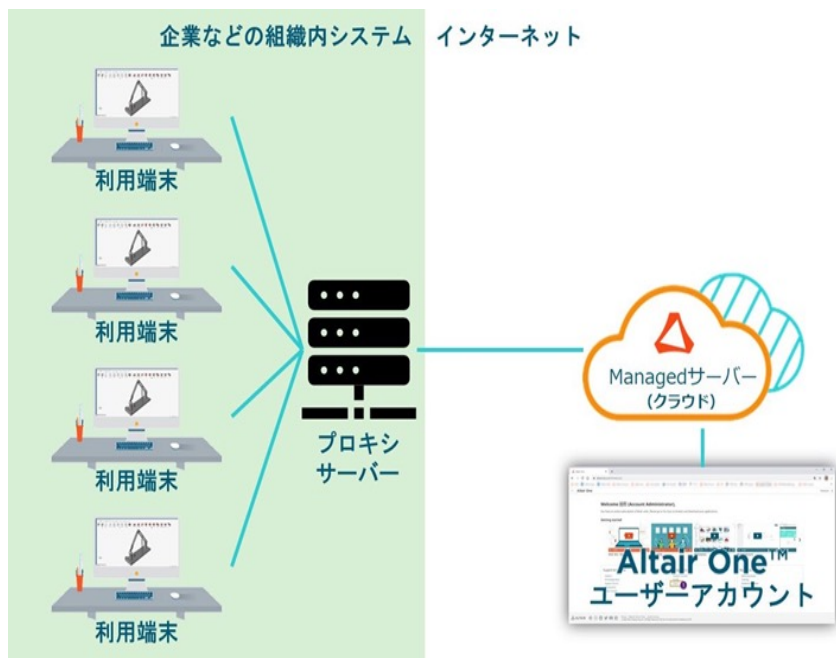 企業などの組織内システム
インターネット
利用端末
利用端末
利用端末
利用端末
プロキシ
サーバー
Managedサーバー
(クラウド)
Altair One™
ユーザーアカウント